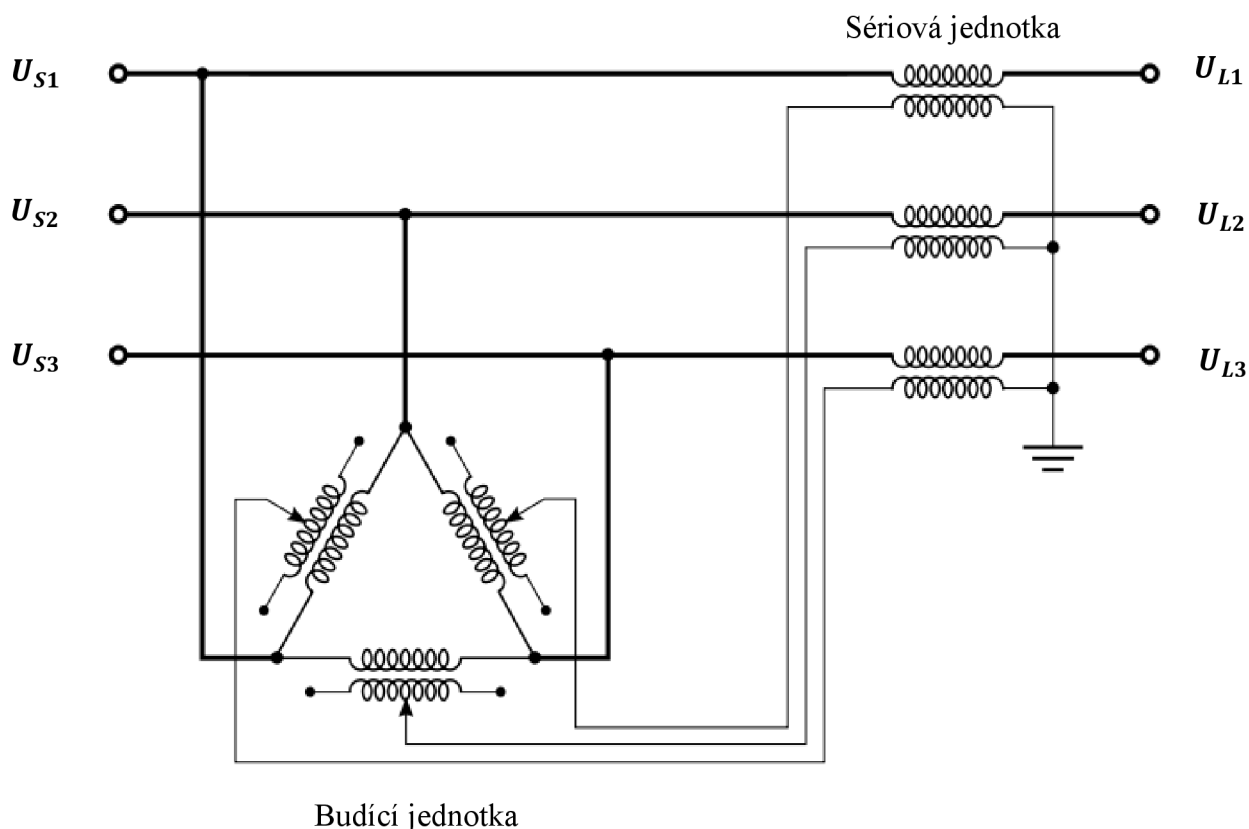 Sériová jednotka
U_S1
U_L1
U_S2
U_L2
U_S3
U_L3
Budící jednotka